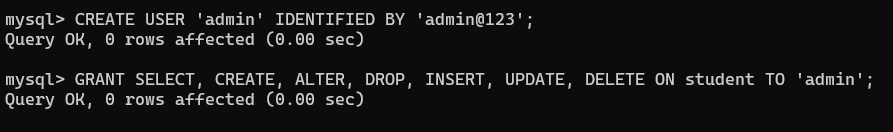 mysql> CREATE USER 'admin' IDENTIFIED BY 'admin@123';
Query OK, 0 rows affected (0.00 sec)
mysql> GRANT SELECT, CREATE, ALTER, DROP, INSERT, UPDATE, DELETE ON student TO 'admin';
Query OK, 0 rows affected (0.00 sec)